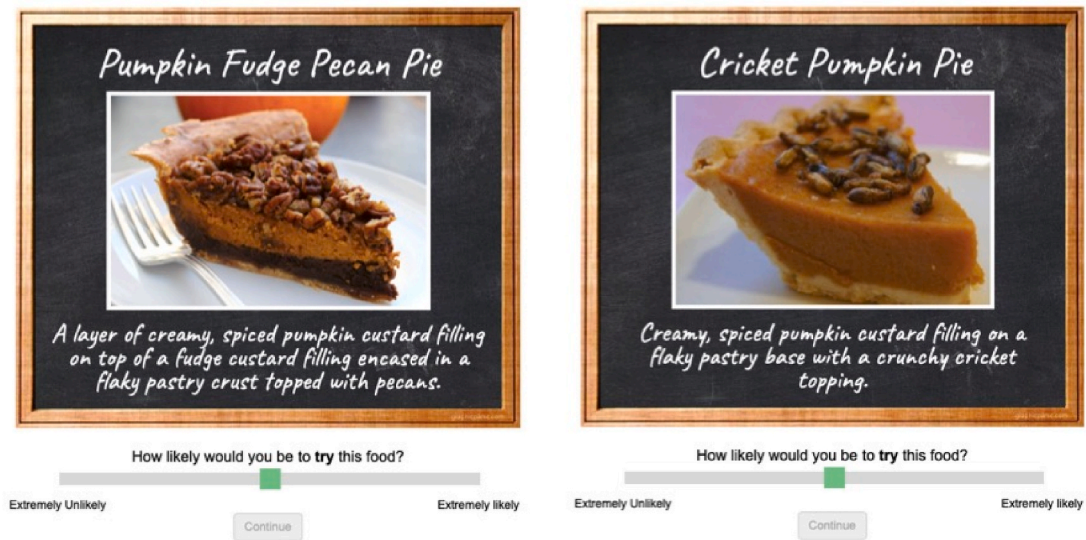 Pumpkin Fudge Pecan Pie
A layer of creamy, spiced pumpkin custard filling
on top of a fudge custard filling encased in a
flaky pastry crust topped with pecans.
How likely would you be to try this food?
Extremely Unlikely
Extremely likely
Continue
Cricket Pumpkin Pie
Creamy, spiced pumpkin custard filling on a
flaky pastry base with a crunchy cricket
topping.
How likely would you be to try this food?
Extremely Unlikely
Extremely likely
Continue